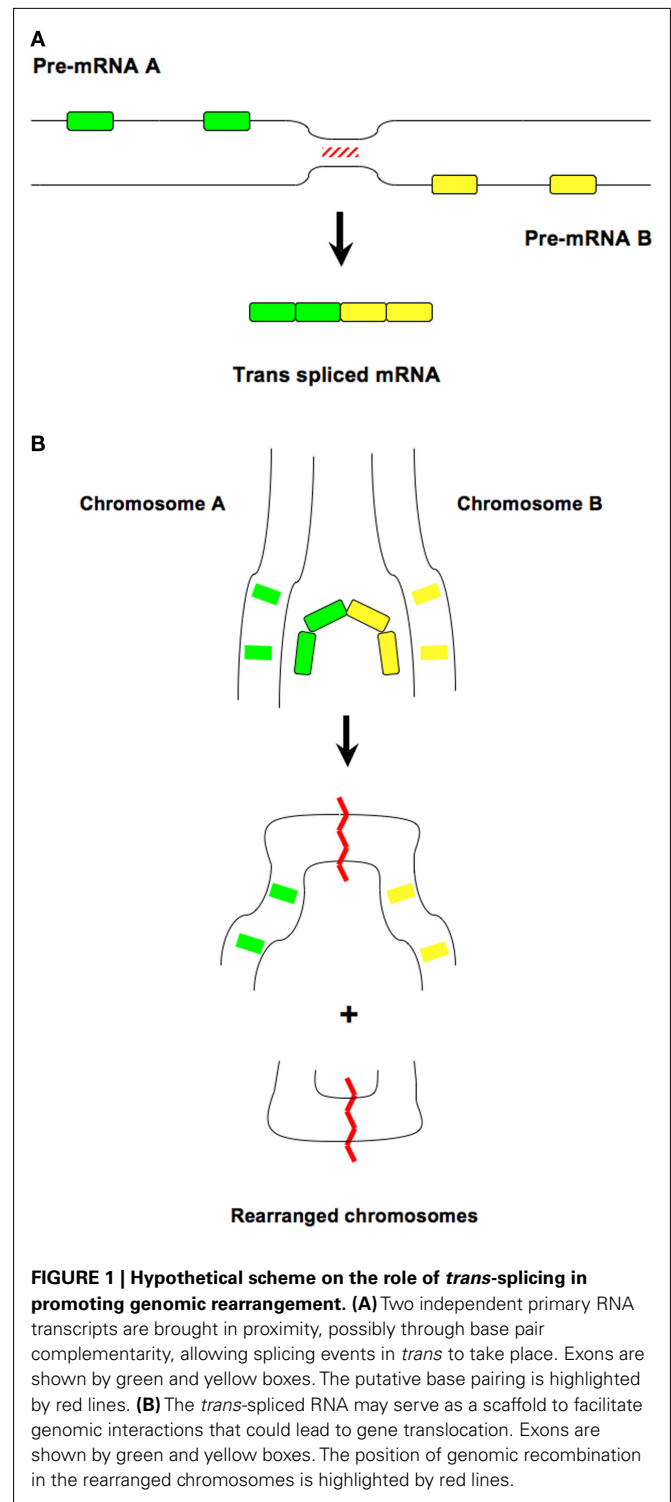 A
Pre-mRNA A
Pre-mRNA B
Trans spliced mRNA
B
Chromosome A
Chromosome B
+
Rearranged chromosomes
FIGURE 1 | Hypothetical scheme on the role of trans-splicing in
promoting genomic rearrangement. (A) Two independent primary RNA
transcripts are brought in proximity, possibly through base pair
complementarity, allowing splicing events in trans to take place. Exons are
shown by green and yellow boxes. The putative base pairing is highlighted
by red lines. (B) The trans-spliced RNA may serve as a scaffold to facilitate
genomic interactions that could lead to gene translocation. Exons are
shown by green and yellow boxes. The position of genomic recombination
in the rearranged chromosomes is highlighted by red lines.